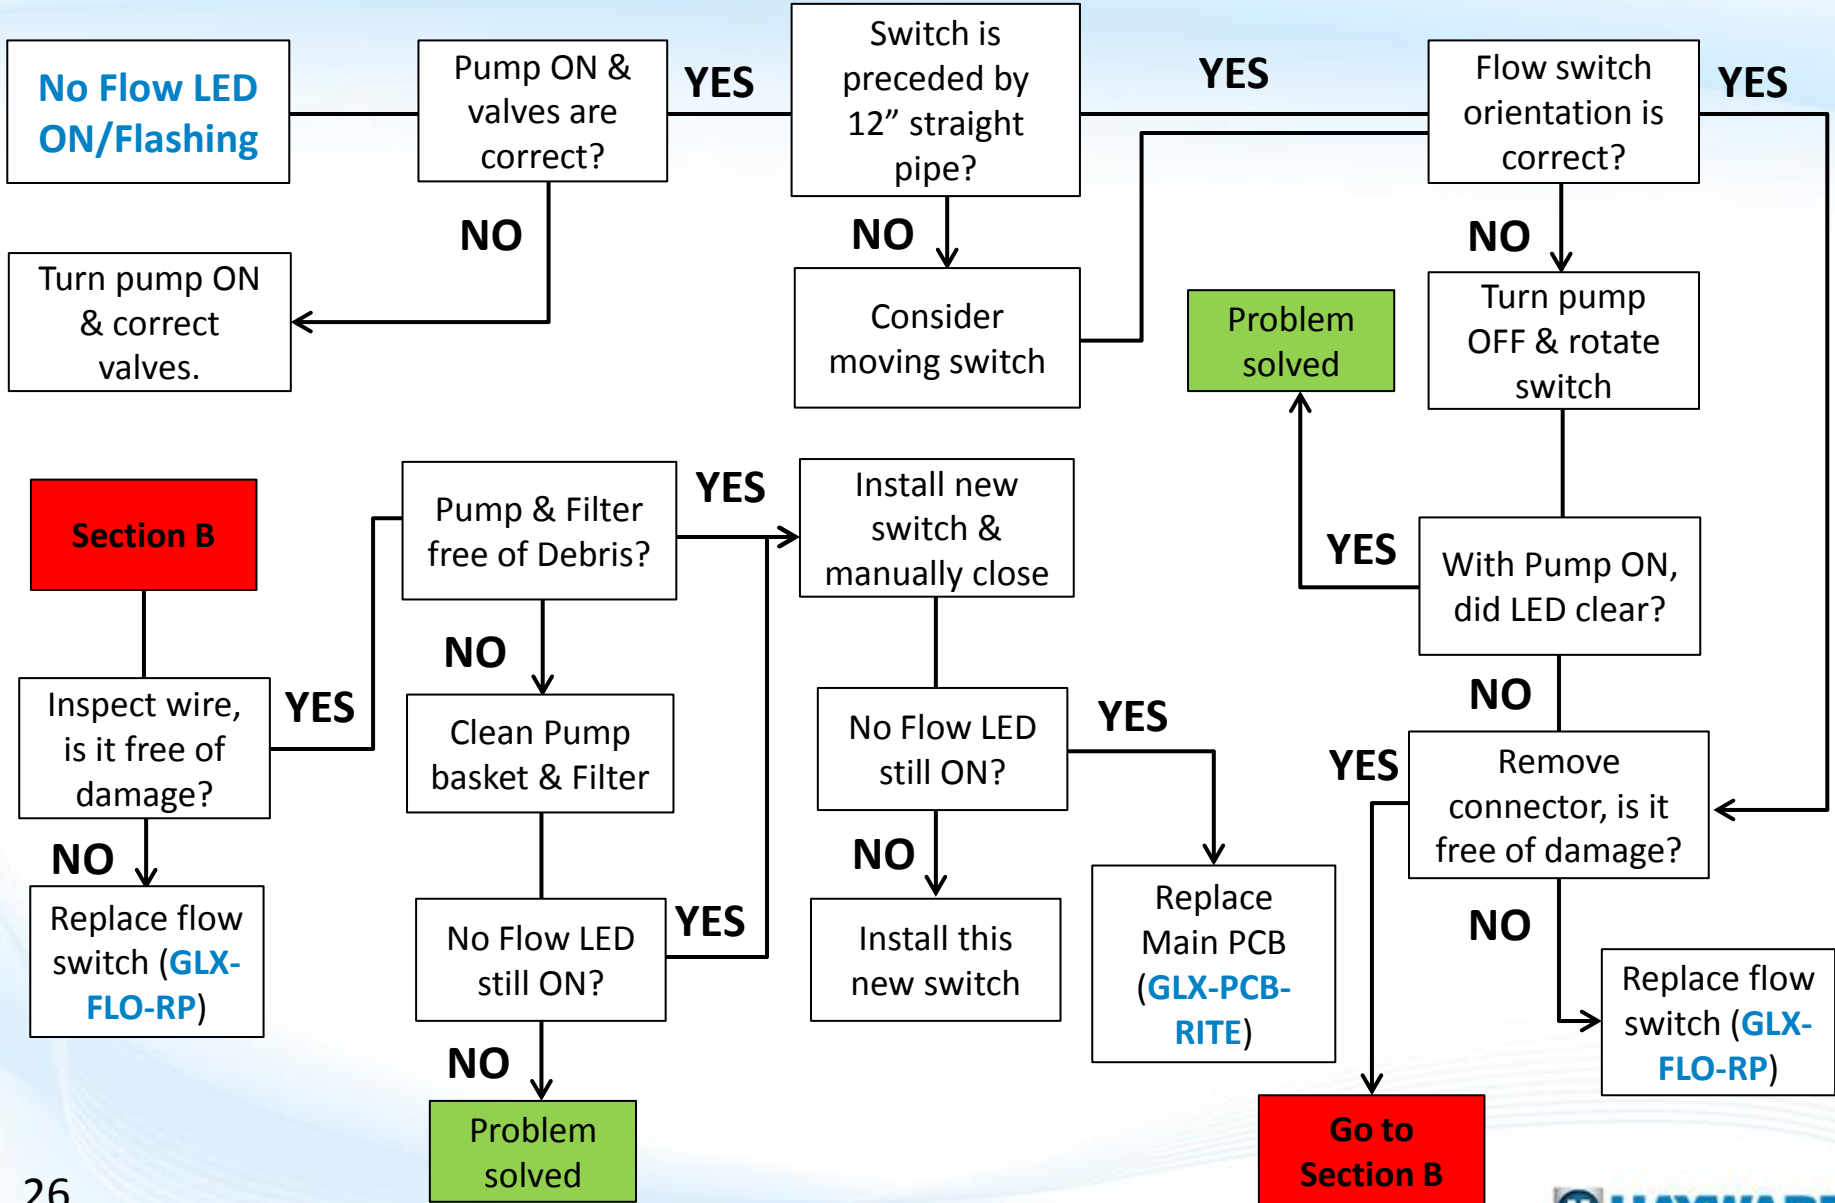 No Flow LED
ON/Flashing
Pump ON &
valves are
correct?
YES
Switch is
preceded by
12” straight
pipe?
YES
Flow switch
orientation is
correct?
YES
NO
NO
NO
Turn pump ON
& correct
valves.
Consider
moving switch
Problem
solved
Turn pump
OFF & rotate
switch
Section B
Pump & Filter
free of Debris?
YES
Install new
switch &
manually close
YES
With Pump ON,
did LED clear?
NO
NO
Inspect wire,
is it free of
damage?
YES
Clean Pump
basket & Filter
No Flow LED
still ON?
YES
YES
Remove
connector, is it
free of damage?
NO
NO
NO
Replace flow
switch (GLX-
FLO-RP)
No Flow LED
still ON?
YES
Install this
new switch
Replace
Main PCB
(GLX-PCB-
RITE)
Replace flow
switch (GLX-
FLO-RP)
NO
Problem
solved
Go to
Section B
26
HAYWARD